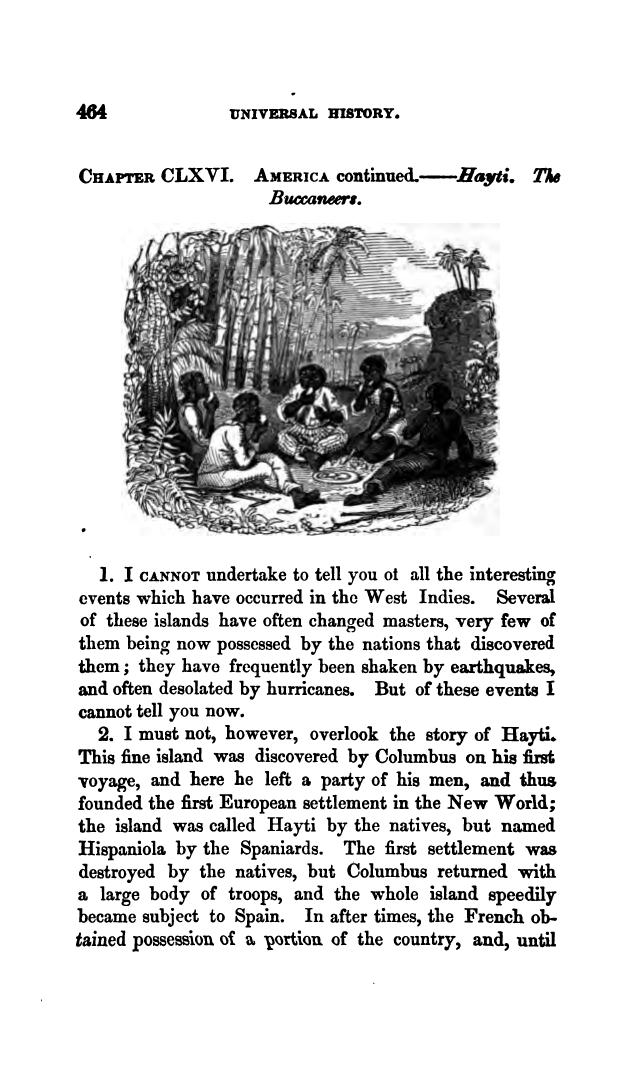 464
UNIVERSAL HISTORY.
CHAPTER CLXVI. AMERICA continued.——Hayti. The
Buccaneers.
1. I CANNOT undertake to tell you of all the interesting
events which have occurred in the West Indies. Several
of these islands have often changed masters, very few of
them being now possessed by the nations that discovered
them; they have frequently been shaken by earthquakes,
and often desolated by hurricanes. But of these events I
cannot tell you now.
2. I must not, however, overlook the story of Hayti.
This fine island was discovered by Columbus on his first
voyage, and here he left a party of his men, and thus
founded the first European settlement in the New World;
the island was called Hayti by the natives, but named
Hispaniola by the Spaniards. The first settlement was
destroyed by the natives, but Columbus returned with
a large body of troops, and the whole island speedily
became subject to Spain. In after times, the French ob-
tained possession of a portion of the country, and, until